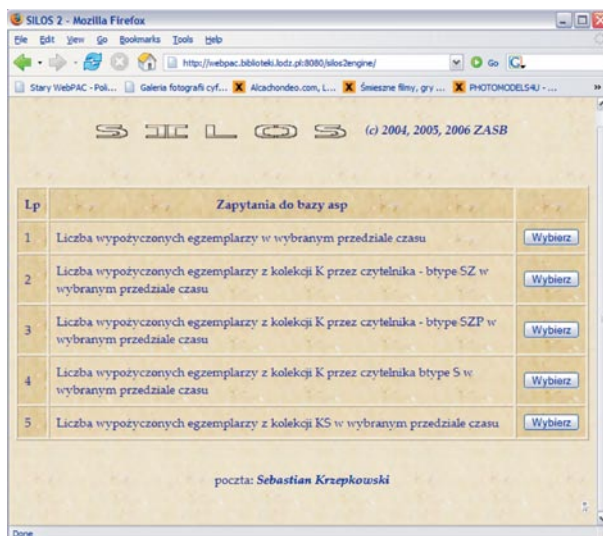 SILOS 2 - Mozilla Firefox
File Edit View Go Bookmarks Tools Help
http://webpac.biblioteki.lodz.pl:8080/silos2engine/ Go
Stary WebPAC - Poli... Galeria fotografii cyf... Alcachondeo.com, L... Śmieszne filmy, gry ... PHOTOMODELS4U - ... »
SILOS (c) 2004, 2005, 2006 ZASB
Lp Zapytania do bazy asp
1 Liczba wypożyczonych egzemplarzy w wybranym przedziale czasu Wybierz
2 Liczba wypożyczonych egzemplarzy z kolekcji K przez czytelnika - btype SZ w
wybranym przedziale czasu Wybierz
3 Liczba wypożyczonych egzemplarzy z kolekcji K przez czytelnika - btype SZP w
wybranym przedziale czasu Wybierz
4 Liczba wypożyczonych egzemplarzy z kolekcji K przez czytelnika btype S w
wybranym przedziale czasu Wybierz
5 Liczba wypożyczonych egzemplarzy z kolekcji KS w wybranym przedziale czasu Wybierz
poczta: Sebastian Krzepkowski
Done